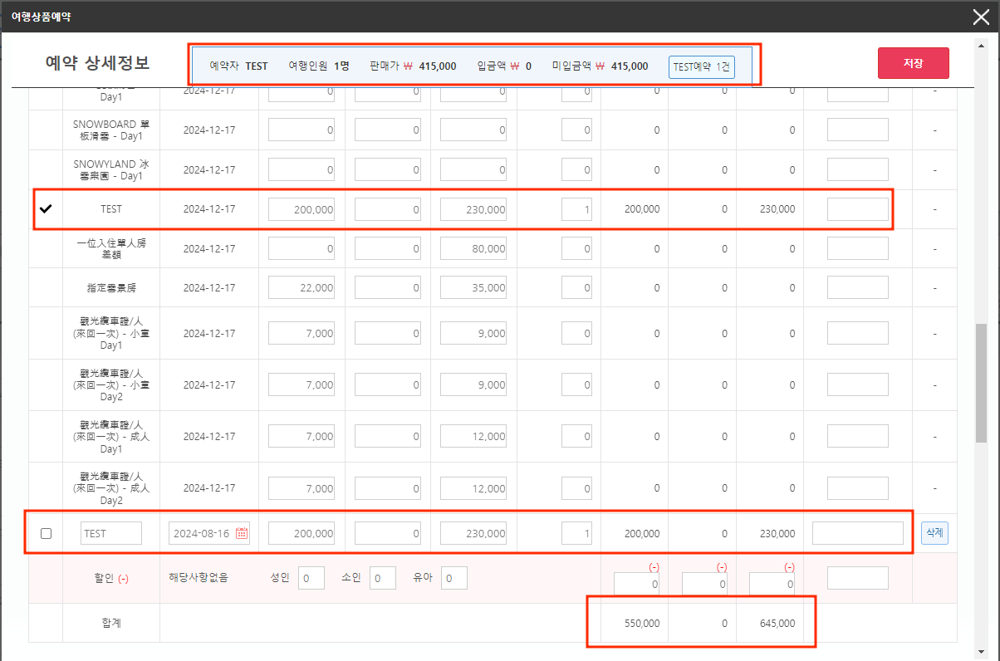 여행상품예약
예약 상세정보
예약자 TEST 여행인원 1명 판매가 ₩ 415,000 입금액 ₩ 0 미입금액 ₩ 415,000 TEST예약 1건
저장
Day1 2024-12-17 0 0 0 0 0 0 0 -
SNOWBOARD 單
板滑雪 - Day1 2024-12-17 0 0 0 0 0 0 0 -
SNOWYLAND 冰
雪樂園 - Day1 2024-12-17 0 0 0 0 0 0 0 -
TEST 2024-12-17 200,000 0 230,000 1 200,000 0 230,000 -
一位入住單人房
差額 2024-12-17 0 0 80,000 0 0 0 0 -
指定雪景房 2024-12-17 22,000 0 35,000 0 0 0 0 -
觀光纜車證/人
(來回一次) - 小童
Day1 2024-12-17 7,000 0 9,000 0 0 0 0 -
觀光纜車證/人
(來回一次) - 小童
Day2 2024-12-17 7,000 0 9,000 0 0 0 0 -
觀光纜車證/人
(來回一次) - 成人
Day1 2024-12-17 7,000 0 12,000 0 0 0 0 -
觀光纜車證/人
(來回一次) - 成人
Day2 2024-12-17 7,000 0 12,000 0 0 0 0 -
TEST 2024-08-16 200,000 0 230,000 1 200,000 0 230,000 삭제
할인 (-) 해당사항없음 성인 0 소인 0 유아 0 (-) 0 (-) 0 (-) 0
합계 550,000 0 645,000